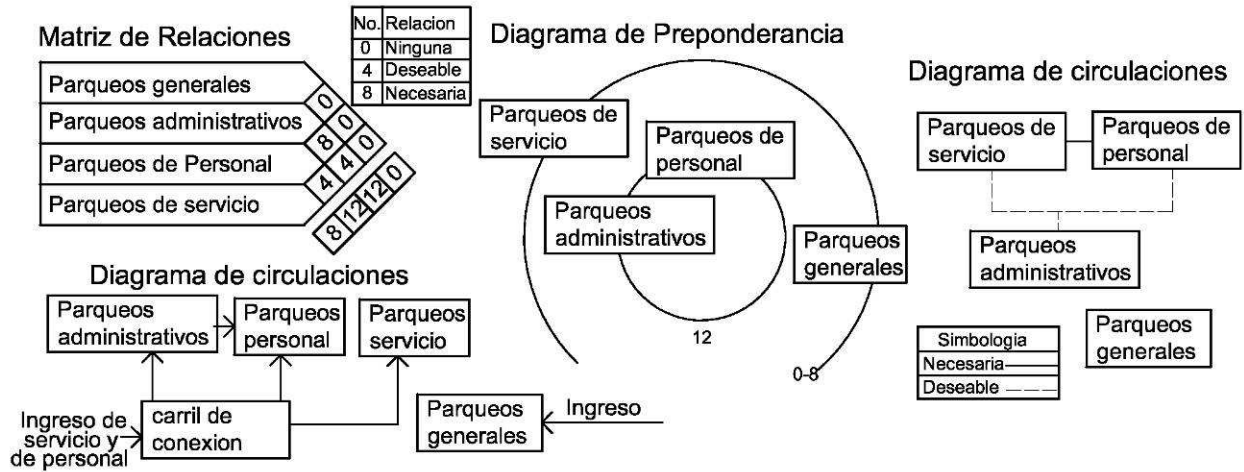 Matriz de Relaciones
Parqueos generales
Parqueos administrativos
Parqueos de Personal
Parqueos de servicio
0
8 0
4 4 0
8 12 12 0
No. Relacion
0 Ninguna
4 Deseable
8 Necesaria
Diagrama de Preponderancia
Parqueos de
servicio
Parqueos de
personal
Parqueos
administrativos
Parqueos
generales
12
0-8
Diagrama de circulaciones
Parqueos de
servicio
Parqueos de
personal
Parqueos
administrativos
Parqueos
generales
Simbologia
Necesaria
Deseable
Diagrama de circulaciones
Parqueos
administrativos
Parqueos
personal
Parqueos
servicio
Ingreso de
servicio y
de personal
carril de
conexion
Parqueos
generales
Ingreso